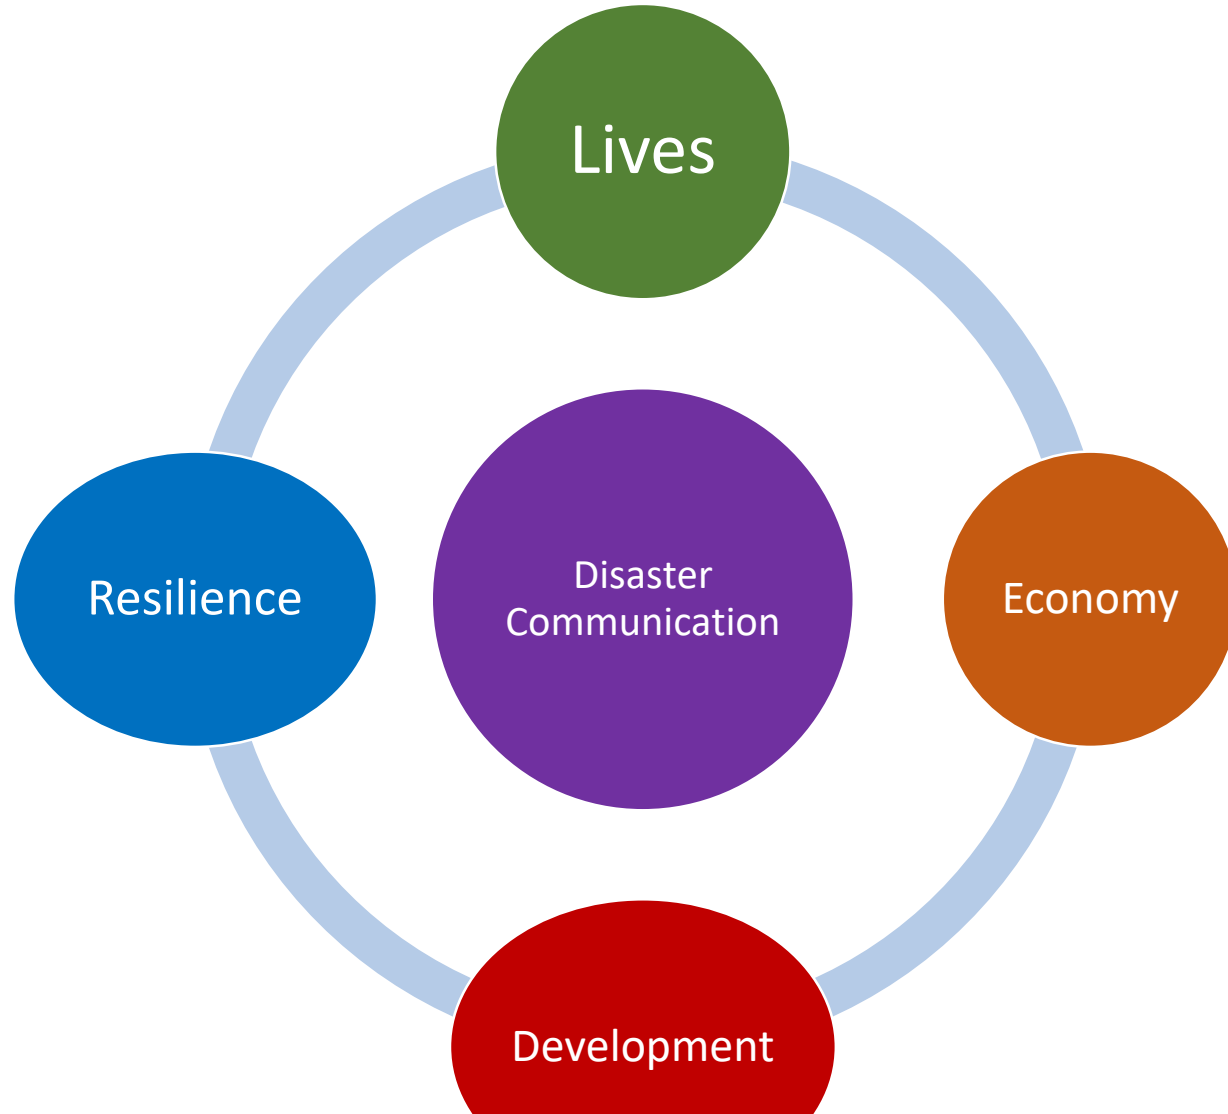 Lives
Resilience
Disaster
Communication
Economy
Development